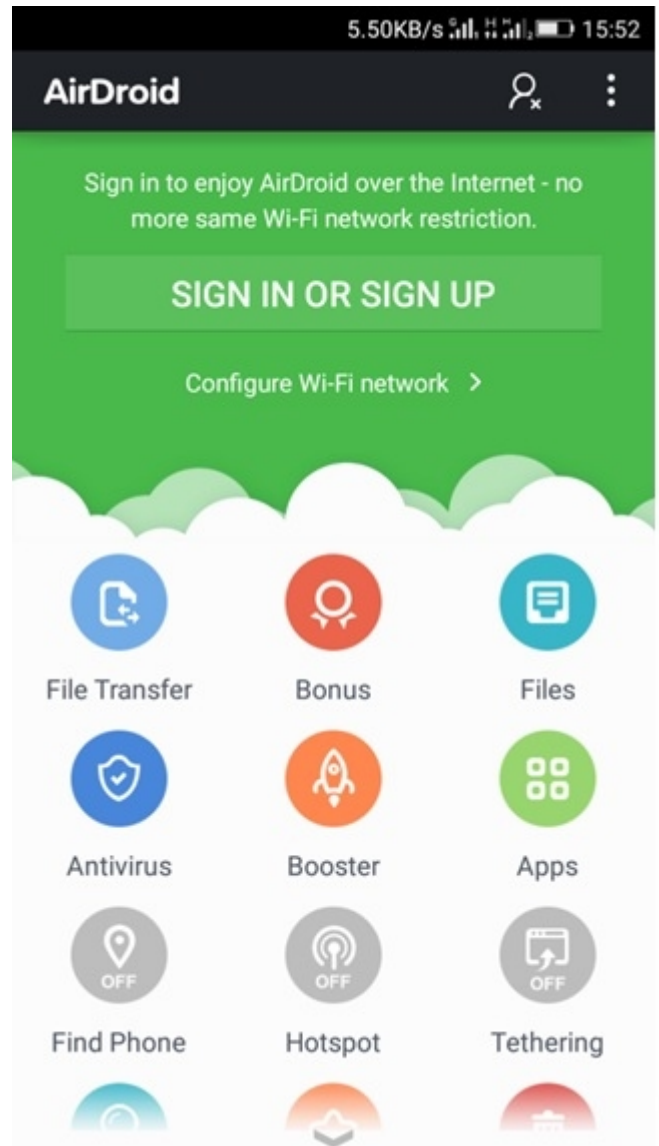 5.50KB/s 15:52
AirDroid
Sign in to enjoy AirDroid over the Internet - no
more same Wi-Fi network restriction.
SIGN IN OR SIGN UP
Configure Wi-Fi network >
File Transfer Bonus Files
Antivirus Booster Apps
OFF OFF OFF
Find Phone Hotspot Tethering